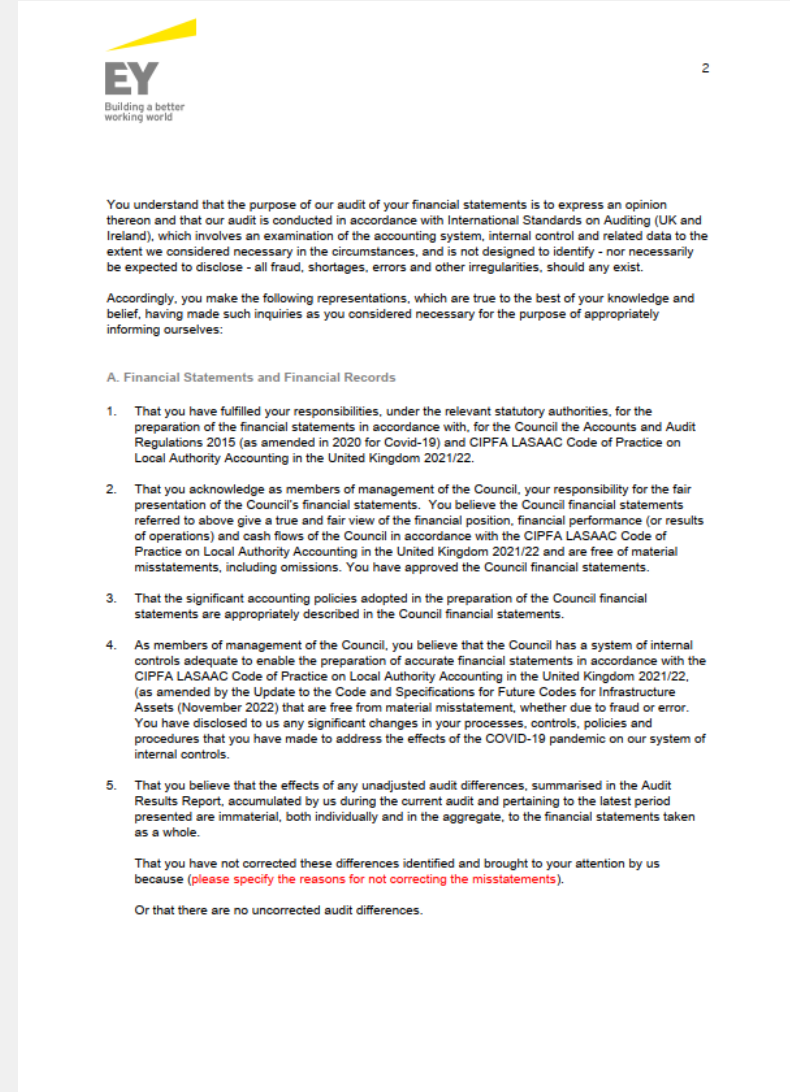 2
EY
Building a better
working world
You understand that the purpose of our audit of your financial statements is to express an opinion
thereon and that our audit is conducted in accordance with International Standards on Auditing (UK and
Ireland), which involves an examination of the accounting system, internal control and related data to the
extent we considered necessary in the circumstances, and is not designed to identify - nor necessarily
be expected to disclose - all fraud, shortages, errors and other irregularities, should any exist.
Accordingly, you make the following representations, which are true to the best of your knowledge and
belief, having made such inquiries as you considered necessary for the purpose of appropriately
informing ourselves:
A. Financial Statements and Financial Records
1. That you have fulfilled your responsibilities, under the relevant statutory authorities, for the
preparation of the financial statements in accordance with, for the Council the Accounts and Audit
Regulations 2015 (as amended in 2020 for Covid-19) and CIPFA LASAAC Code of Practice on
Local Authority Accounting in the United Kingdom 2021/22.
2. That you acknowledge as members of management of the Council, your responsibility for the fair
presentation of the Council's financial statements. You believe the Council financial statements
referred to above give a true and fair view of the financial position, financial performance (or results
of operations) and cash flows of the Council in accordance with the CIPFA LASAAC Code of
Practice on Local Authority Accounting in the United Kingdom 2021/22 and are free of material
misstatements, including omissions. You have approved the Council financial statements.
3. That the significant accounting policies adopted in the preparation of the Council financial
statements are appropriately described in the Council financial statements.
4. As members of management of the Council, you believe that the Council has a system of internal
controls adequate to enable the preparation of accurate financial statements in accordance with the
CIPFA LASAAC Code of Practice on Local Authority Accounting in the United Kingdom 2021/22,
(as amended by the Update to the Code and Specifications for Future Codes for Infrastructure
Assets (November 2022) that are free from material misstatement, whether due to fraud or error.
You have disclosed to us any significant changes in your processes, controls, policies and
procedures that you have made to address the effects of the COVID-19 pandemic on our system of
internal controls.
5. That you believe that the effects of any unadjusted audit differences, summarised in the Audit
Results Report, accumulated by us during the current audit and pertaining to the latest period
presented are immaterial, both individually and in the aggregate, to the financial statements taken
as a whole.
That you have not corrected these differences identified and brought to your attention by us
because (please specify the reasons for not correcting the misstatements).
Or that there are no uncorrected audit differences.